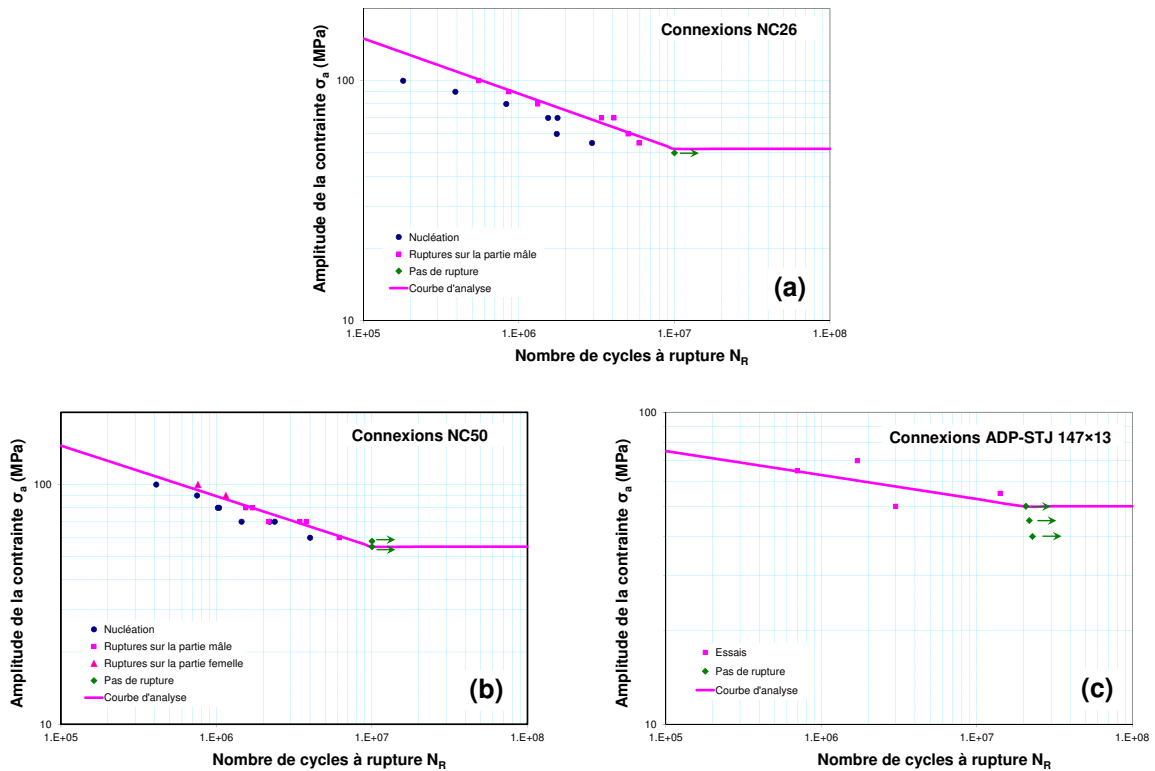 Connexions NC26
Amplitude de la contrainte σa (MPa)
100
10
Nucléation
Ruptures sur la partie mâle
Pas de rupture
Courbe d'analyse
(a)
1.E+05
1.E+06
1.E+07
1.E+08
Nombre de cycles à rupture NR
Connexions NC50
Amplitude de la contrainte σa (MPa)
100
10
Nucléation
Ruptures sur la partie mâle
Ruptures sur la partie femelle
Pas de rupture
Courbe d'analyse
(b)
1.E+05
1.E+06
1.E+07
1.E+08
Nombre de cycles à rupture NR
Connexions ADP-STJ 147×13
Amplitude de la contrainte σa (MPa)
100
10
Essais
Pas de rupture
Courbe d'analyse
(c)
1.E+05
1.E+06
1.E+07
1.E+08
Nombre de cycles à rupture NR